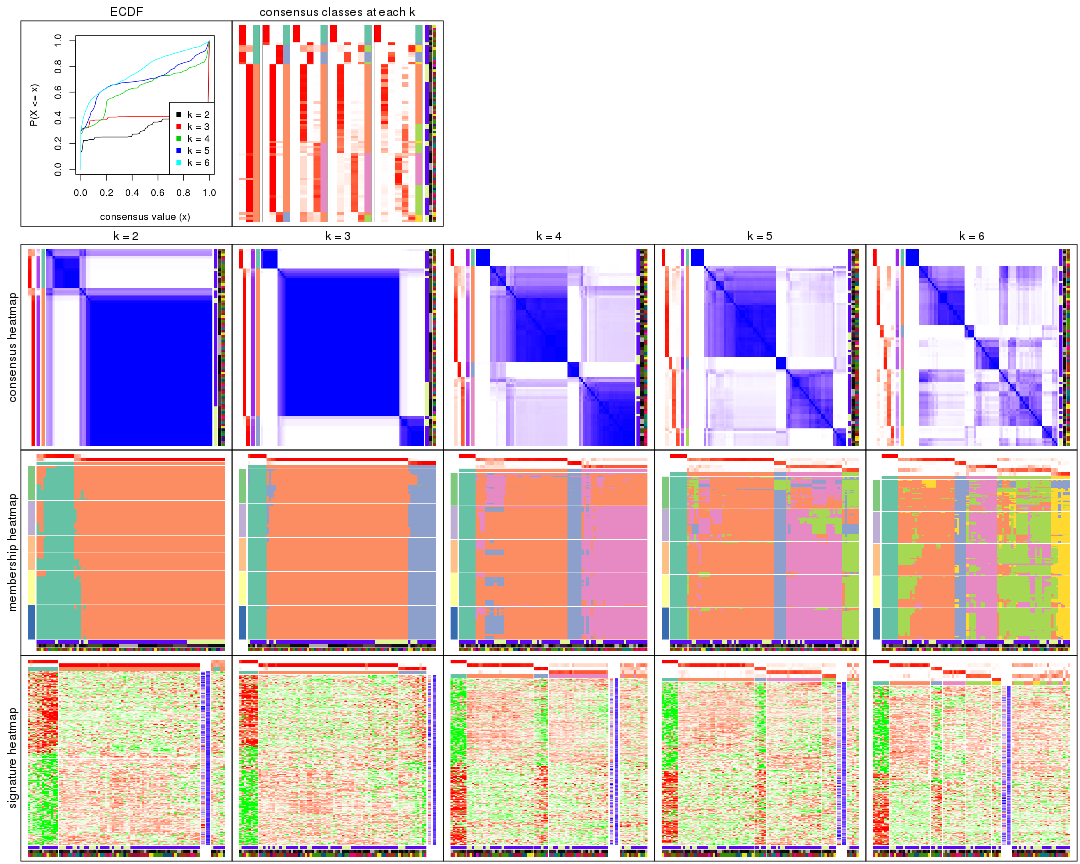 ECDF
consensus classes at each k
P(X <= x)
0.0 0.2 0.4 0.6 0.8 1.0
k = 2
k = 3
k = 4
k = 5
k = 6
0.0 0.2 0.4 0.6 0.8 1.0
consensus value (x)
k = 2
k = 3
k = 4
k = 5
k = 6
consensus heatmap
membership heatmap
signature heatmap